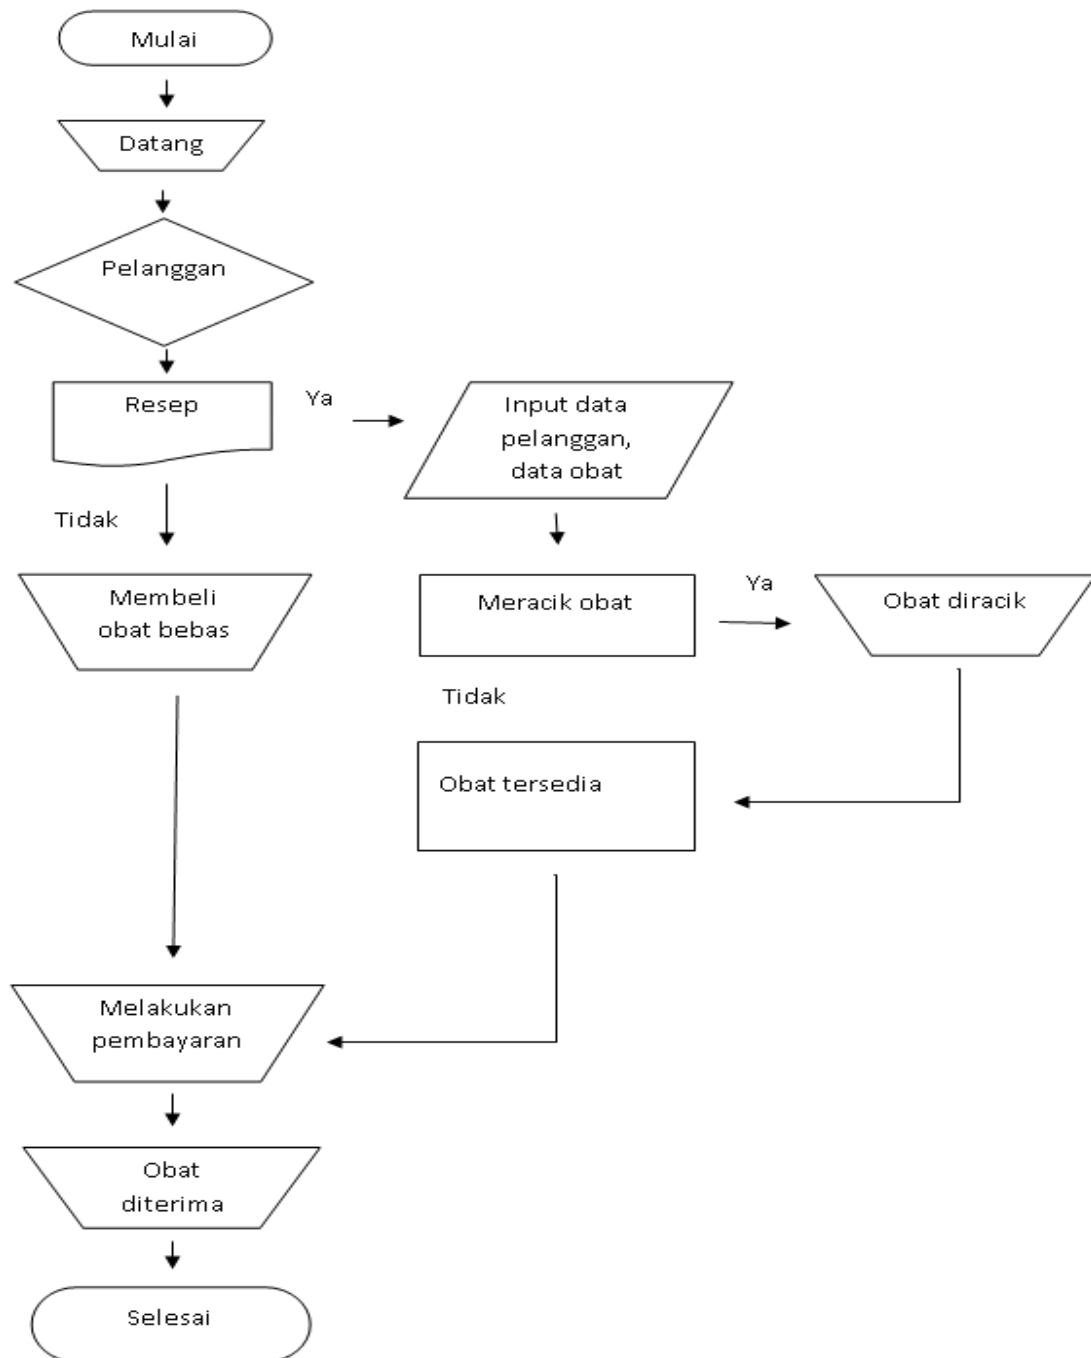 Mulai
Datang
Pelanggan
Resep
Ya
Input data
pelanggan,
data obat
Tidak
Membeli
obat bebas
Meracik obat
Ya
Obat diracik
Tidak
Obat tersedia
Melakukan
pembayaran
Obat
diterima
Selesai